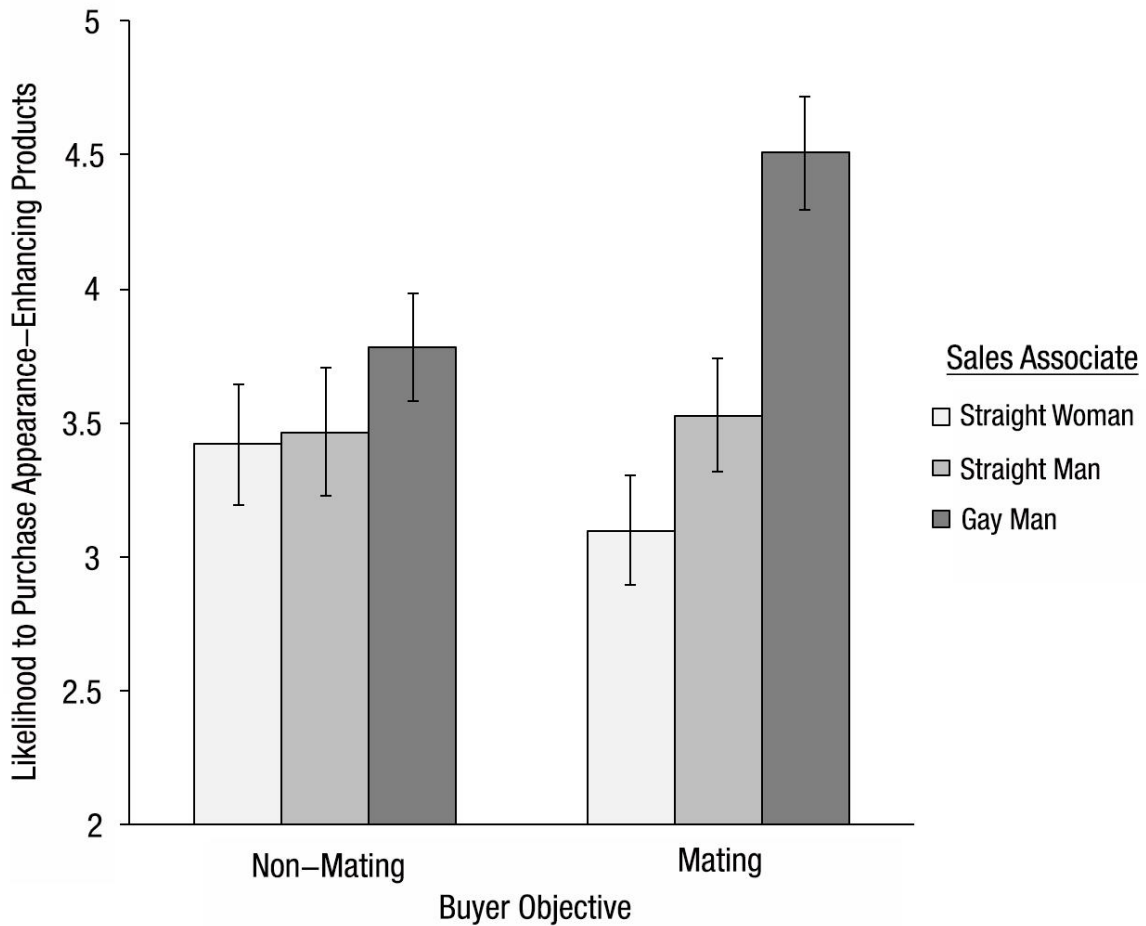 Likelihood to Purchase Appearance–Enhancing Products
5
4.5
4
3.5
3
2.5
2
Non–Mating
Mating
Buyer Objective
Sales Associate
Straight Woman
Straight Man
Gay Man